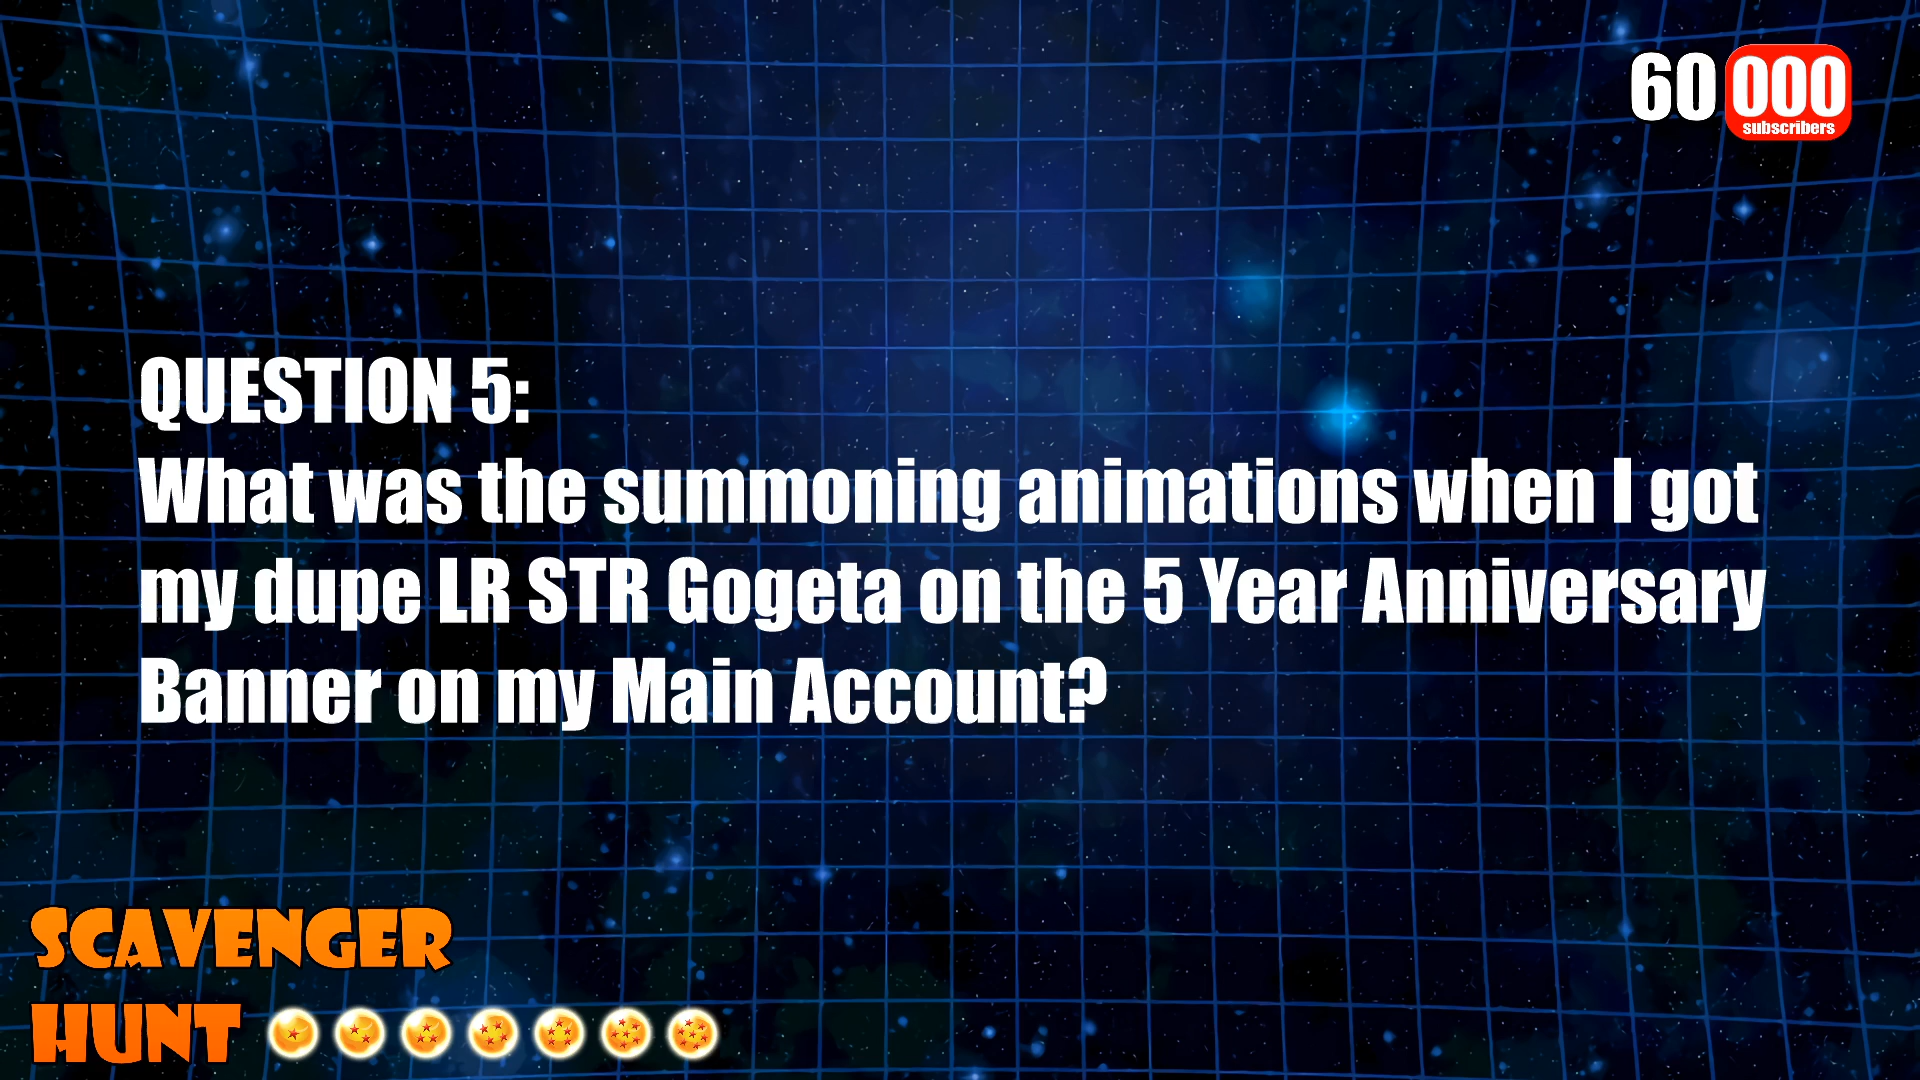 60 000
subscribers
QUESTION 5:
What was the summoning animations when I got
my dupe LR STR Gogeta on the 5 Year Anniversary
Banner on my Main Account?
SCAVENGER
HUNT